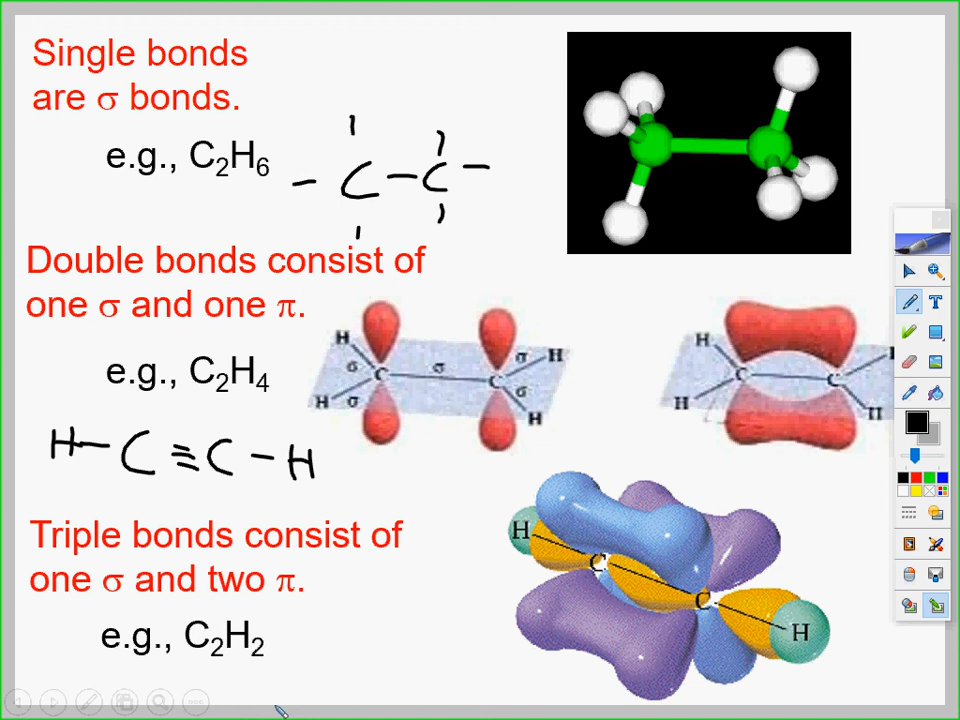 Single bonds
are σ bonds.
e.g., C₂H₆
C – C
Double bonds consist of
one σ and one π.
e.g., C₂H₄
H σ C σ H
H σ C σ H
σ
H C C H
H H
H – C ≡ C – H
Triple bonds consist of
one σ and two π.
e.g., C₂H₂
H C C H
T